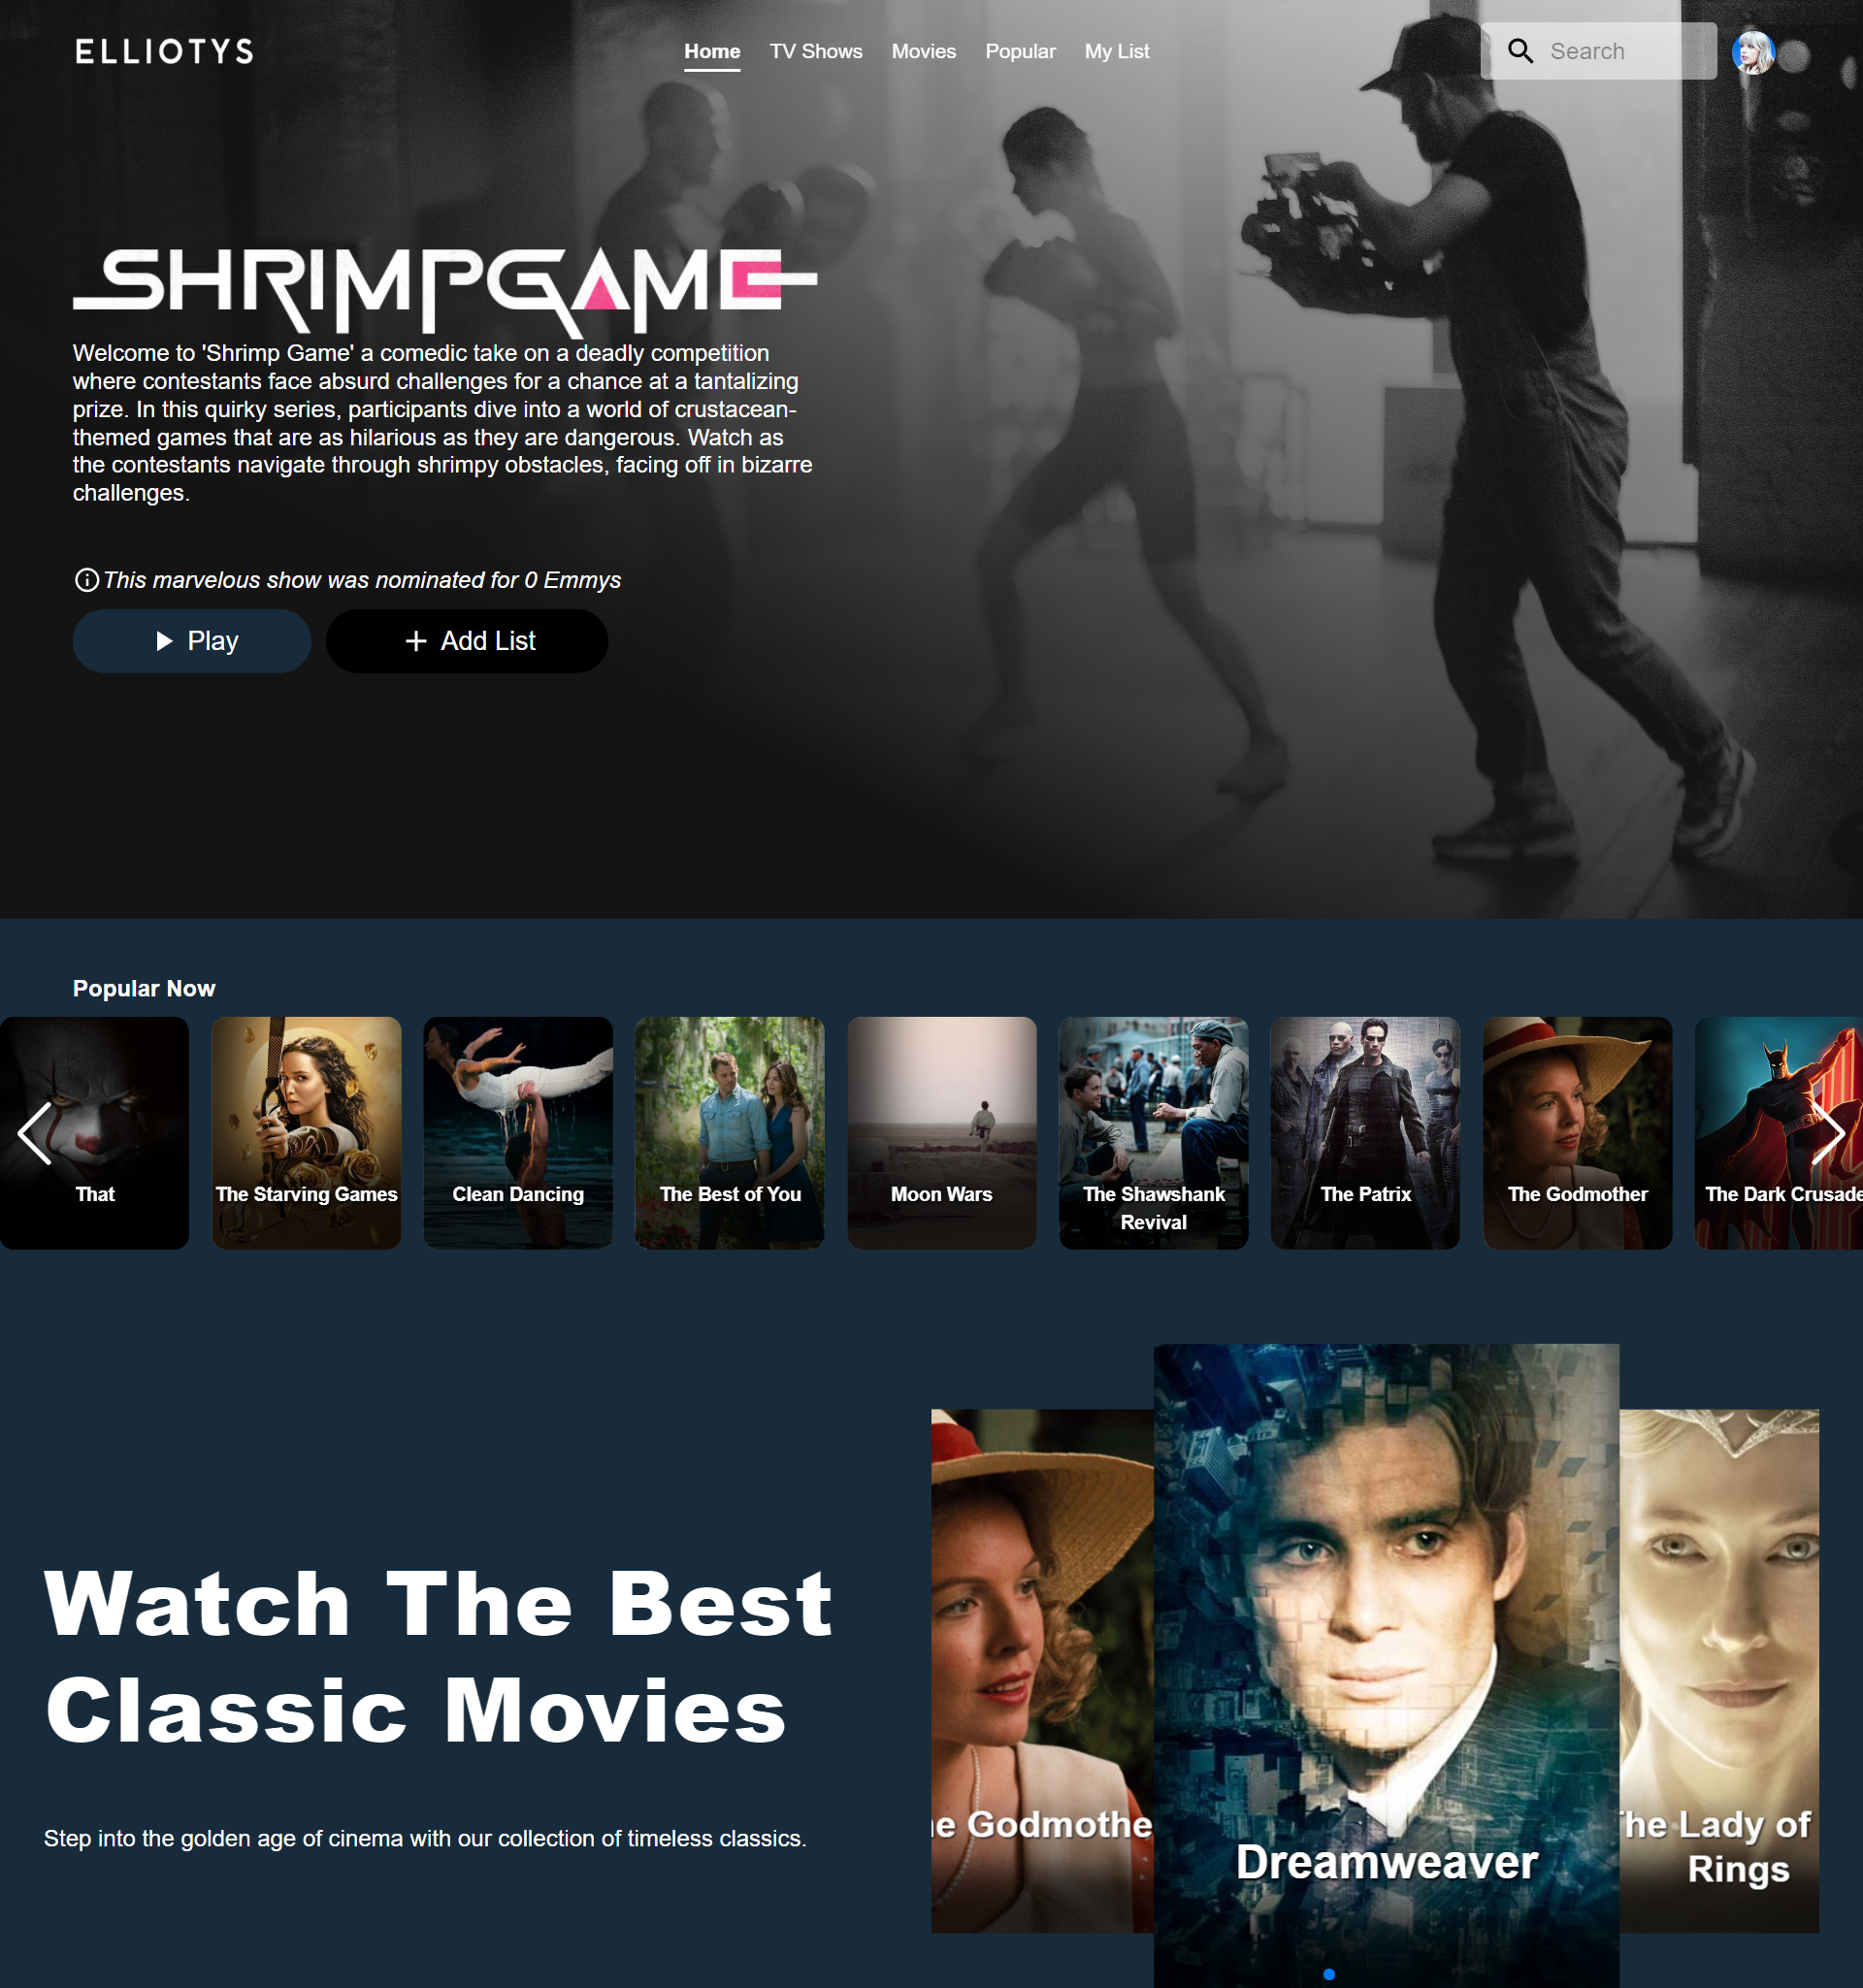 ELLIOTYS
Home TV Shows Movies Popular My List
Search
SHRIMPGAME
Welcome to 'Shrimp Game' a comedic take on a deadly competition
where contestants face absurd challenges for a chance at a tantalizing
prize. In this quirky series, participants dive into a world of crustacean-
themed games that are as hilarious as they are dangerous. Watch as
the contestants navigate through shrimpy obstacles, facing off in bizarre
challenges.
This marvelous show was nominated for 0 Emmys
Play
Add List
Popular Now
That
The Starving Games
Clean Dancing
The Best of You
Moon Wars
The Shawshank
Revival
The Patrix
The Godmother
The Dark Crusade
Watch The Best
Classic Movies
Step into the golden age of cinema with our collection of timeless classics.
e Godmothe
Dreamweaver
he Lady of
Rings